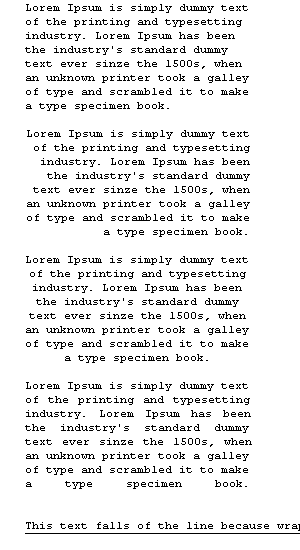 Lorem Ipsum is simply dummy text
of the printing and typesetting
industry. Lorem Ipsum has been
the industry's standard dummy
text ever sinze the 1500s, when
an unknown printer took a galley
of type and scrambled it to make
a type specimen book.
Lorem Ipsum is simply dummy text
of the printing and typesetting
industry. Lorem Ipsum has been
the industry's standard dummy
text ever sinze the 1500s, when
an unknown printer took a galley
of type and scrambled it to make
a type specimen book.
Lorem Ipsum is simply dummy text
of the printing and typesetting
industry. Lorem Ipsum has been
the industry's standard dummy
text ever sinze the 1500s, when
an unknown printer took a galley
of type and scrambled it to make
a type specimen book.
Lorem Ipsum is simply dummy text
of the printing and typesetting
industry. Lorem Ipsum has been
the industry's standard dummy
text ever sinze the 1500s, when
an unknown printer took a galley
of type and scrambled it to make
a type specimen book.
This text falls of the line because wrap